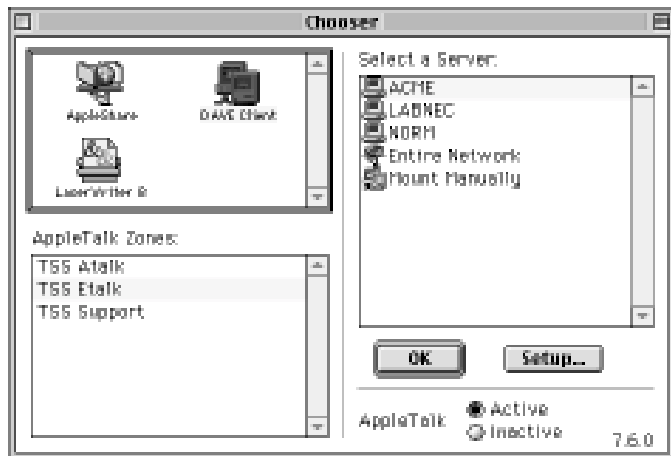 Chooser
AppleShare
DAVE Client
LaserWriter 8
AppleTalk Zones:
TSS Atalk
TSS Etalk
TSS Support
Select a Server:
ACME
LABNEC
NORM
Entire Network
Mount Manually
OK
Setup...
AppleTalk
Active
Inactive
7.6.0